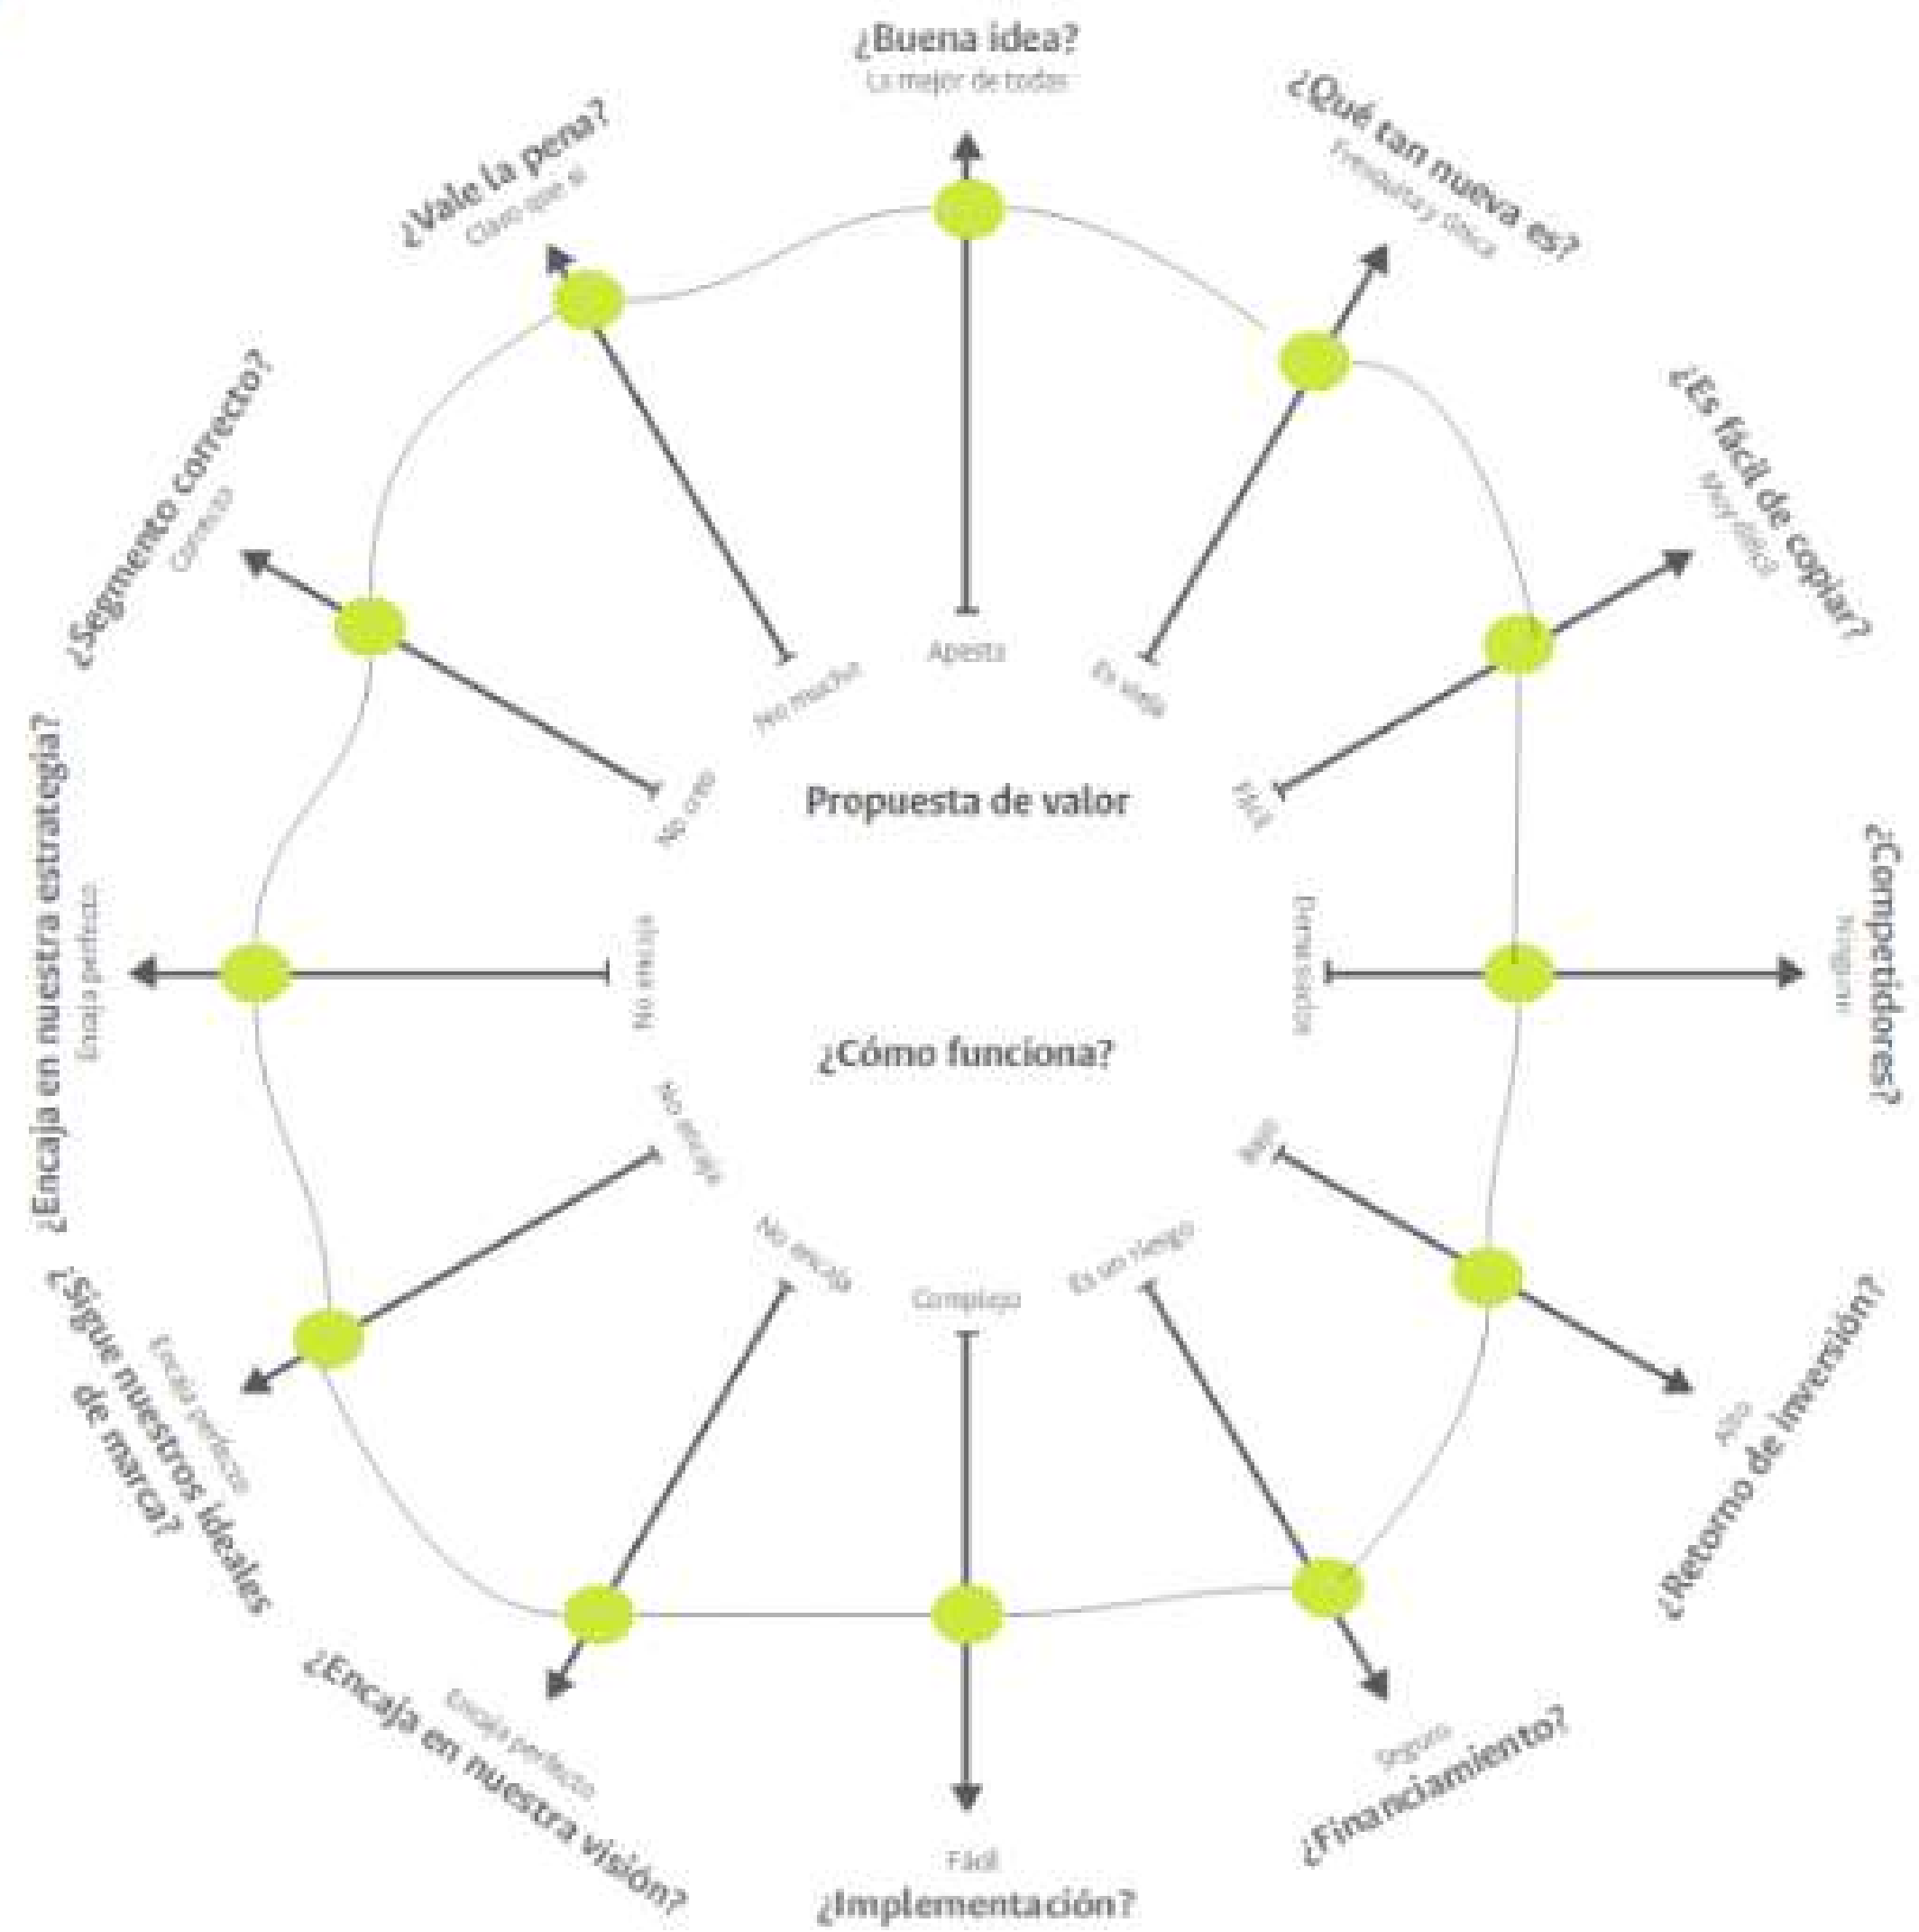 ¿Buena idea?
La mejor de todas
¿Qué tan nueva es?
Fresquita y única
¿Es fácil de copiar?
Muy difícil
¿Competidores?
Ninguno
¿Retorno de inversión?
Alto
¿Financiamiento?
Seguro
¿Implementación?
Fácil
¿Encaja en nuestra visión?
Encaja perfecto
¿Sigue nuestros ideales
de marca?
Encaja perfecto
¿Encaja en nuestra estrategia?
Encaja perfecto
¿Segmento correcto?
Correcto
¿Vale la pena?
Claro que si
Apesta
Es vieja
Fácil
Demasiados
Bajo
Es un riesgo
Complejo
No encaja
No encaja
No encaja
No creo
No mucho
Propuesta de valor
¿Cómo funciona?